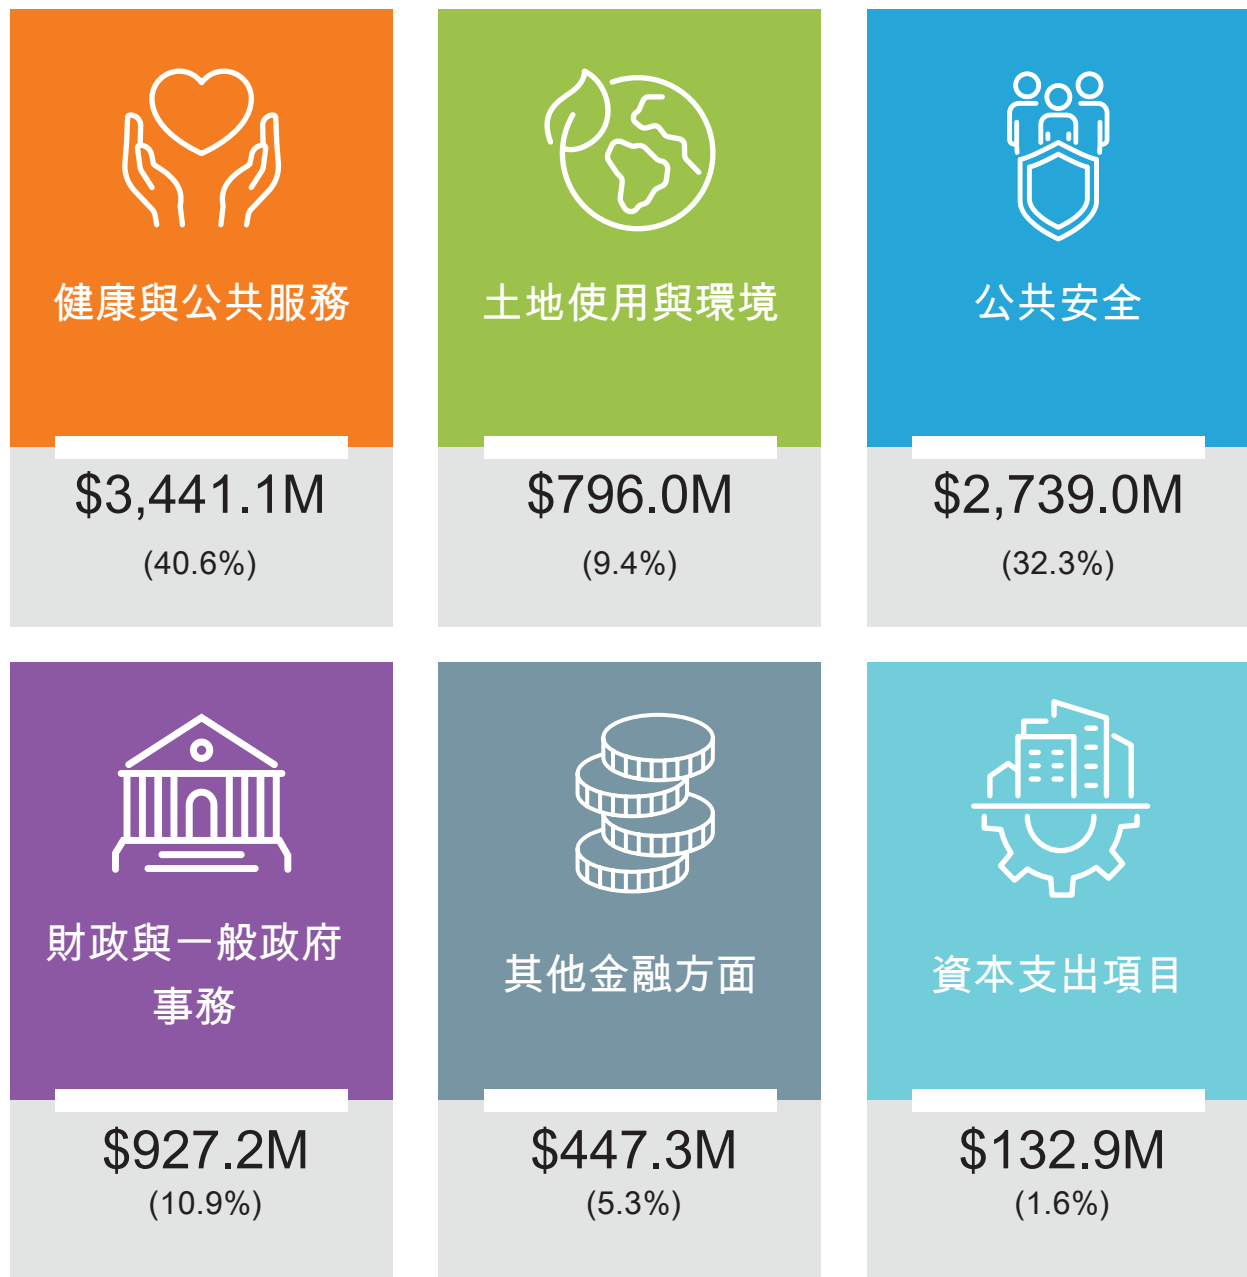 健康與公共服務
$3,441.1M
(40.6%)
土地使用與環境
$796.0M
(9.4%)
公共安全
$2,739.0M
(32.3%)
財政與一般政府
事務
$927.2M
(10.9%)
其他金融方面
$447.3M
(5.3%)
資本支出項目
$132.9M
(1.6%)